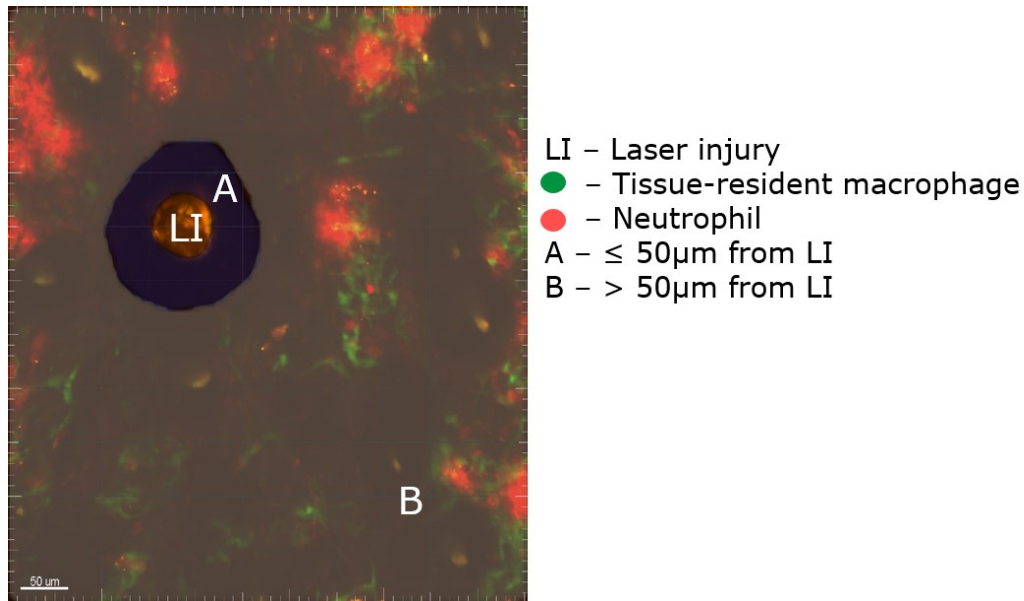 A
LI
B
50 um
LI – Laser injury
– Tissue-resident macrophage
– Neutrophil
A – ≤ 50µm from LI
B – > 50µm from LI